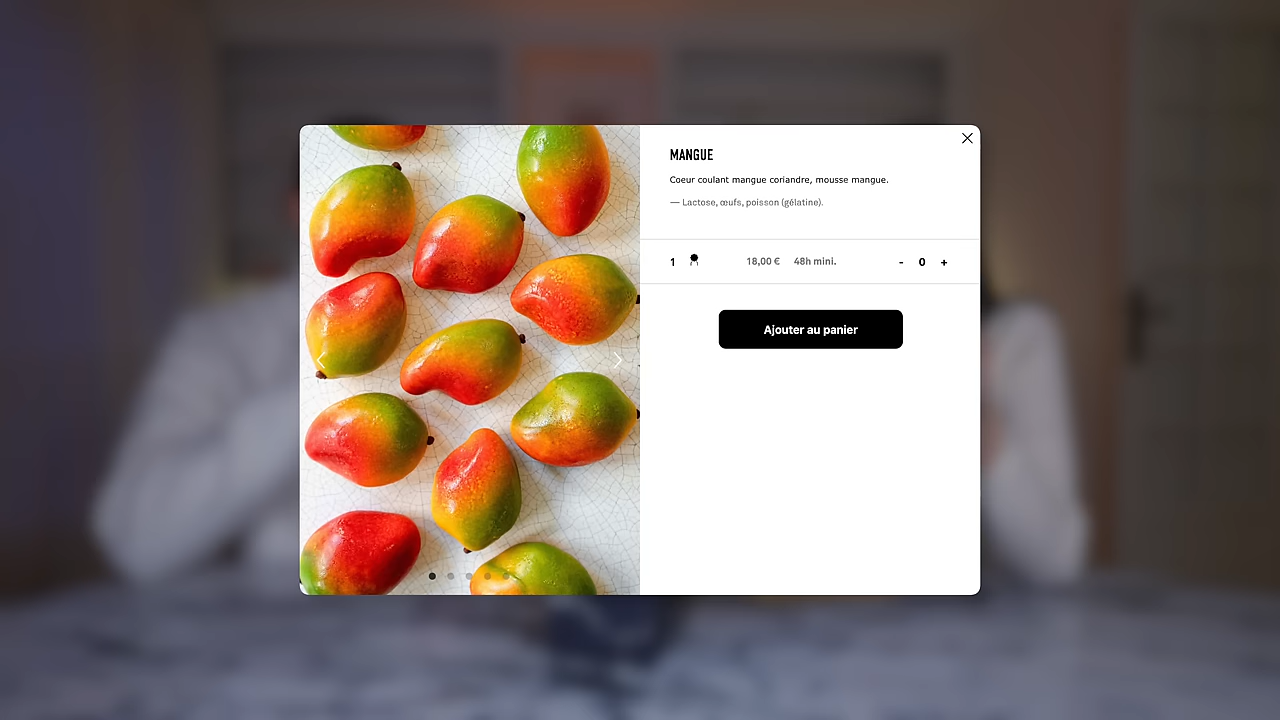 MANGUE
Coeur coulant mangue coriandre, mousse mangue.
— Lactose, œufs, poisson (gélatine).
1 18,00 € 48h mini. - 0 +
Ajouter au panier